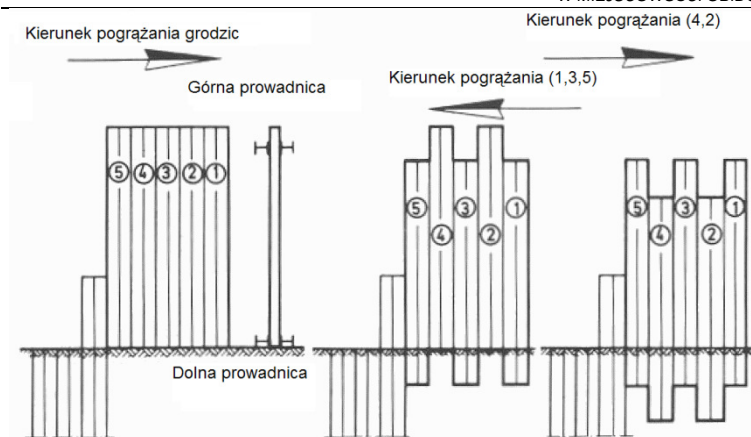 Kierunek pogrążania grodzic
Górna prowadnica
Kierunek pogrążania (4,2)
Kierunek pogrążania (1,3,5)
5 4 3 2 1
5 3 1
4 2
5 3 1
4 2
Dolna prowadnica